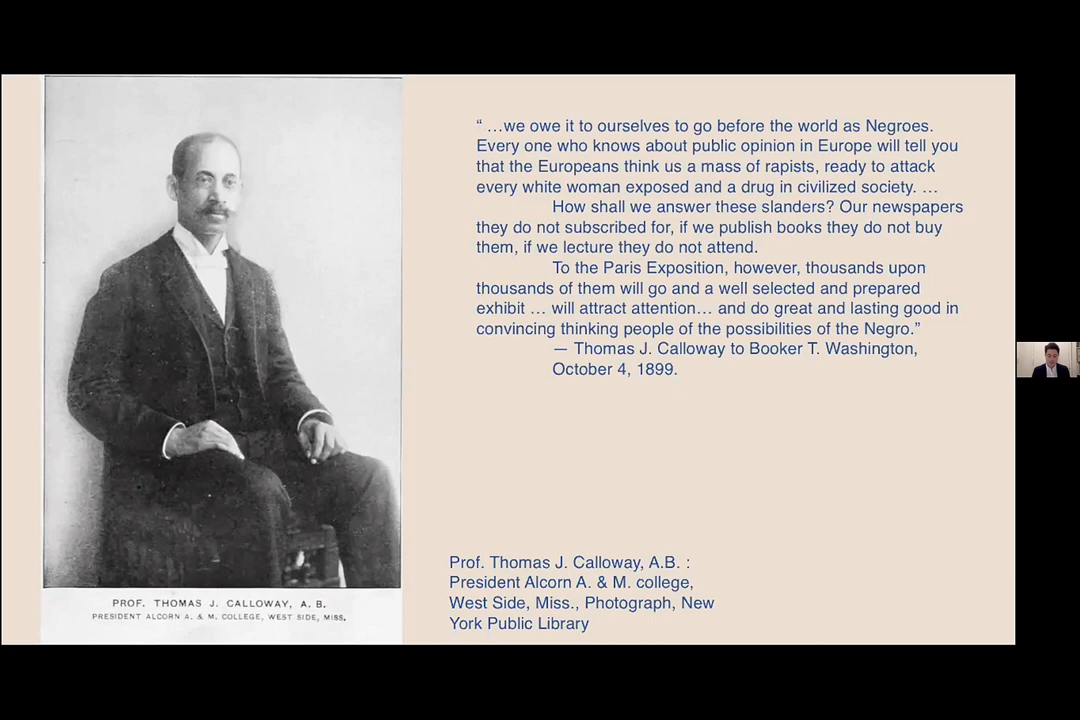 “ …we owe it to ourselves to go before the world as Negroes.
Every one who knows about public opinion in Europe will tell you
that the Europeans think us a mass of rapists, ready to attack
every white woman exposed and a drug in civilized society. …
How shall we answer these slanders? Our newspapers
they do not subscribed for, if we publish books they do not buy
them, if we lecture they do not attend.
To the Paris Exposition, however, thousands upon
thousands of them will go and a well selected and prepared
exhibit … will attract attention… and do great and lasting good in
convincing thinking people of the possibilities of the Negro.”
— Thomas J. Calloway to Booker T. Washington,
October 4, 1899.
Prof. Thomas J. Calloway, A.B. :
President Alcorn A. & M. college,
West Side, Miss., Photograph, New
York Public Library
PROF. THOMAS J. CALLOWAY, A. B.
PRESIDENT ALCORN A. & M. COLLEGE, WEST SIDE, MISS.